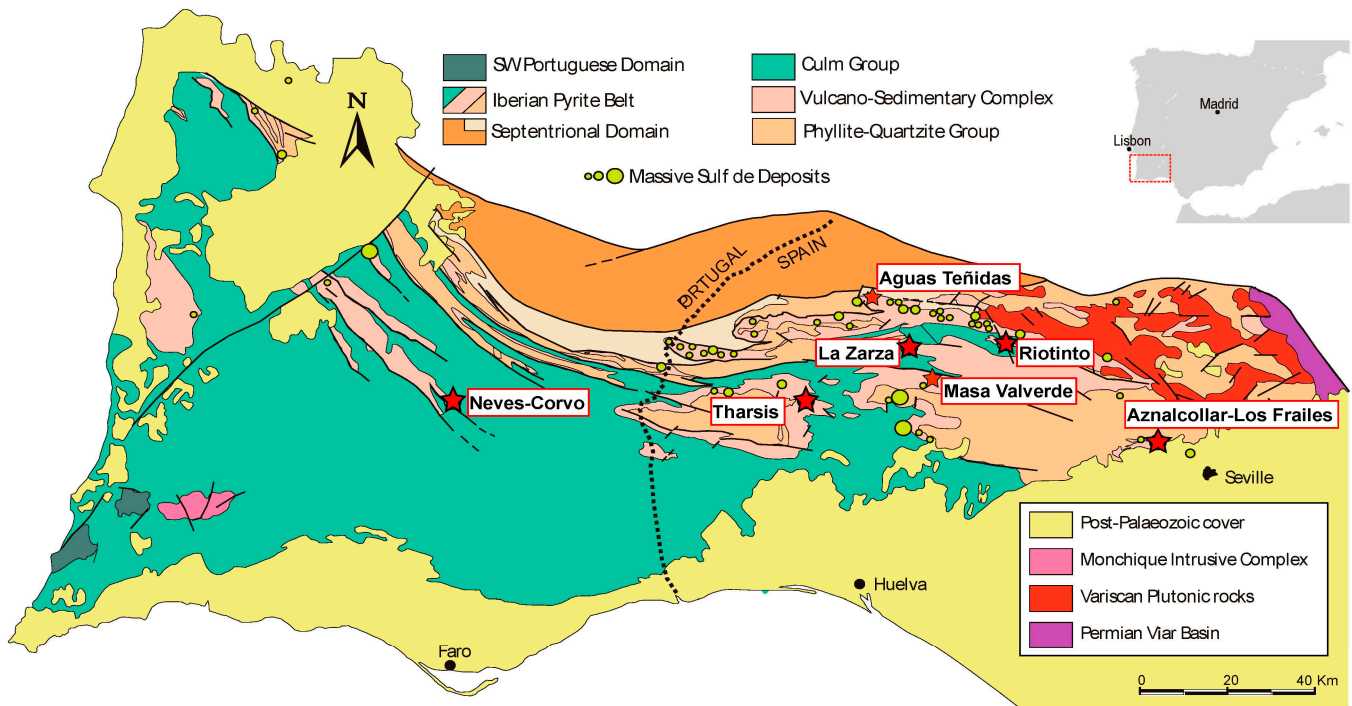 SW Portuguese Domain
Iberian Pyrite Belt
Septentrional Domain
Culm Group
Vulcano-Sedimentary Complex
Phyllite-Quartzite Group
Massive Sulf de Deposits
N
Madrid
Lisbon
PORTUGAL
SPAIN
Aguas Teñidas
La Zarza
Riotinto
Masa Valverde
Neves-Corvo
Tharsis
Aznalcollar-Los Frailes
Seville
Huelva
Faro
Post-Palaeozoic cover
Monchique Intrusive Complex
Variscan Plutonic rocks
Permian Viar Basin
0 20 40 Km